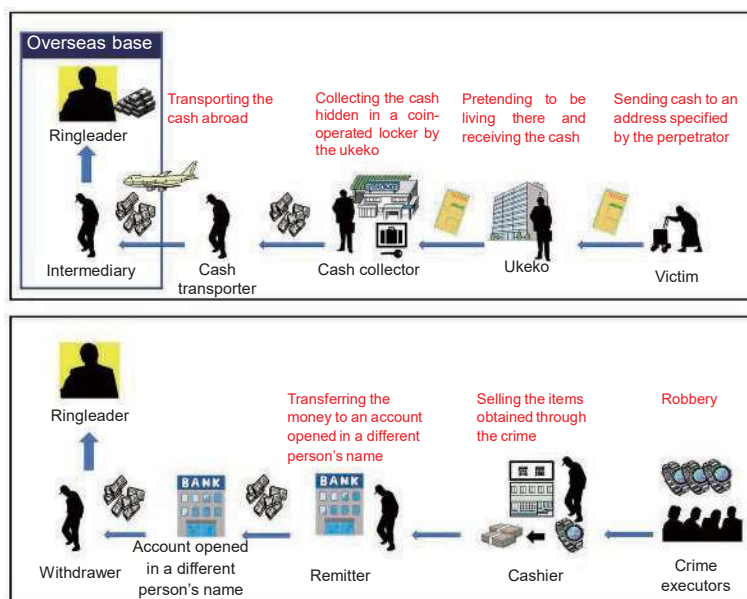 Overseas base
Ringleader
Transporting the
cash abroad
Collecting the cash
hidden in a coin-
operated locker by
the ukeko
Pretending to be
living there and
receiving the cash
Sending cash to an
address specified
by the perpetrator
Intermediary
Cash
transporter
Cash collector
Ukeko
Victim
Ringleader
Transferring the
money to an account
opened in a different
person's name
Selling the items
obtained through
the crime
Robbery
BANK
BANK
Withdrawer
Account opened
in a different
person's name
Remitter
Cashier
Crime
executors